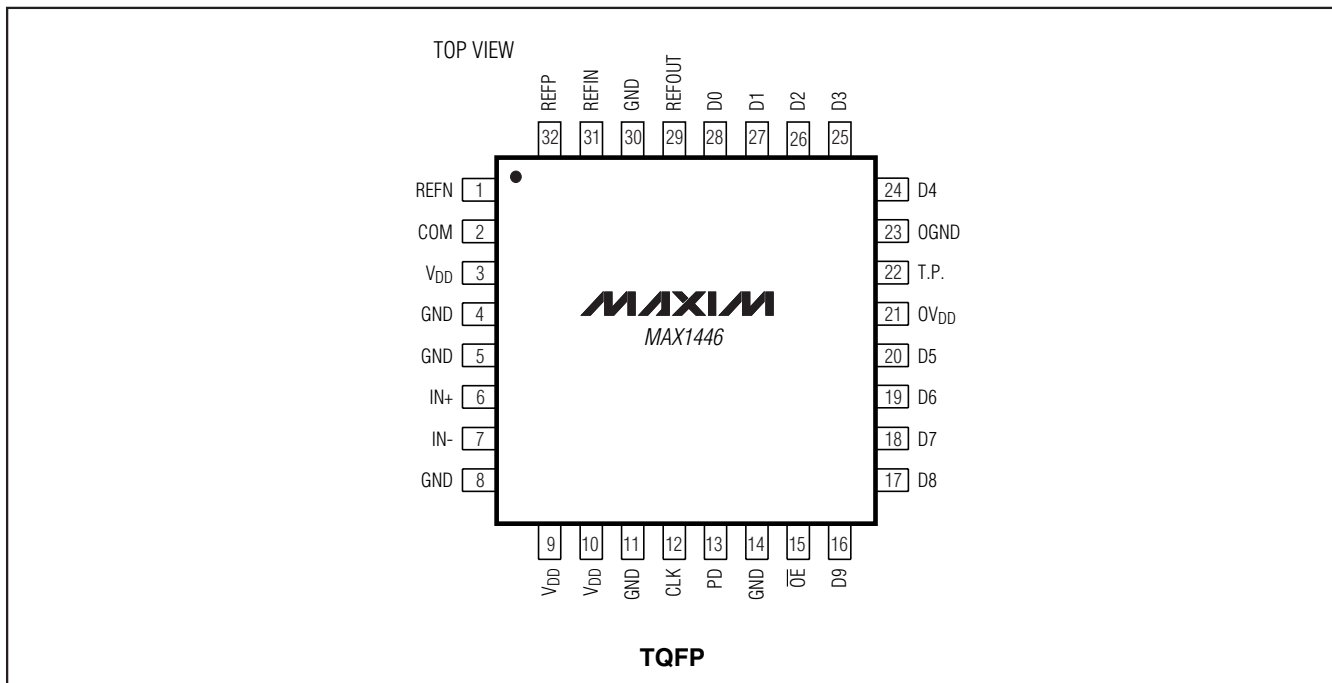 TOP VIEW
REFP
REFIN
GND
REFOUT
D0
D1
D2
D3
32
31
30
29
28
27
26
25
REFN 1
COM 2
VDD 3
GND 4
GND 5
IN+ 6
IN- 7
GND 8
MAXIM
MAX1446
24 D4
23 OGND
22 T.P.
21 OVDD
20 D5
19 D6
18 D7
17 D8
9
10
11
12
13
14
15
16
VDD
VDD
GND
CLK
PD
GND
O̅E̅
D9
TQFP